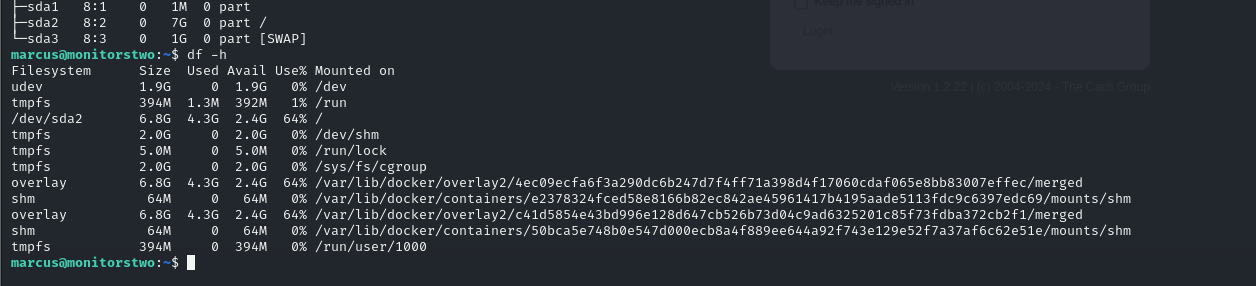 ├─sda1   8:1    0   1M  0 part
├─sda2   8:2    0   7G  0 part /
└─sda3   8:3    0   1G  0 part [SWAP]
marcus@monitorstwo:~$ df -h
Filesystem      Size  Used Avail Use% Mounted on
udev            1.9G     0  1.9G   0% /dev
tmpfs           394M  1.3M  392M   1% /run
/dev/sda2       6.8G  4.3G  2.4G  64% /
tmpfs           2.0G     0  2.0G   0% /dev/shm
tmpfs           5.0M     0  5.0M   0% /run/lock
tmpfs           2.0G     0  2.0G   0% /sys/fs/cgroup
overlay         6.8G  4.3G  2.4G  64% /var/lib/docker/overlay2/4ec09ecfa6f3a290dc6b247d7f4ff71a398d4f17060cdaf065e8bb83007effec/merged
shm              64M     0   64M   0% /var/lib/docker/containers/e2378324fced58e8166b82ec842ae45961417b4195aade5113fdc9c6397edc69/mounts/shm
overlay         6.8G  4.3G  2.4G  64% /var/lib/docker/overlay2/c41d5854e43bd996e128d647cb526b73d04c9ad6325201c85f73fdba372cb2f1/merged
shm              64M     0   64M   0% /var/lib/docker/containers/50bca5e748b0e547d000ecb8a4f889ee644a92f743e129e52f7a37af6c62e51e/mounts/shm
tmpfs           394M     0  394M   0% /run/user/1000
marcus@monitorstwo:~$
Keep me signed in
Login
Version 1.2.22 | (c) 2004-2024 - The Cacti Group